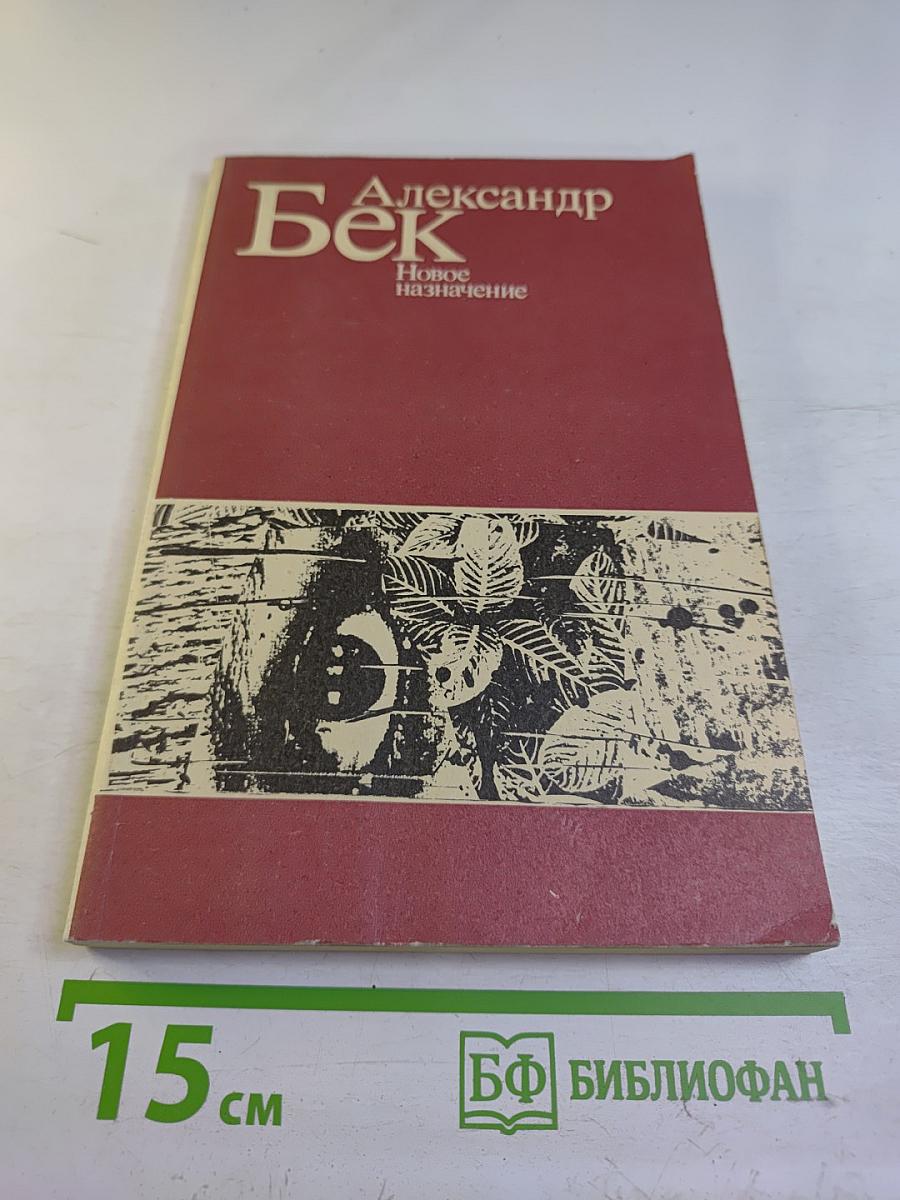 Александр
Бек
Новое
назначение
15 см
БФ БИБЛИОФАН